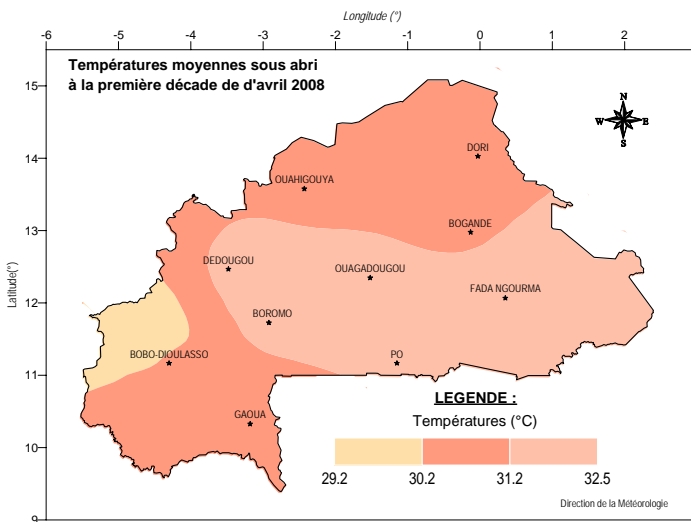 Longitude (°)
-6 -5 -4 -3 -2 -1 0 1 2
Températures moyennes sous abri
à la première décade de d'avril 2008
N
W E
S
15
14
13
12
11
10
9
Latitude(°)
DORI
OUAHIGOUYA
BOGANDE
DEDOUGOU
OUAGADOUGOU
FADA NGOURMA
BOROMO
BOBO-DIOULASSO
PO
GAOUA
LEGENDE :
Températures (°C)
29.2 30.2 31.2 32.5
Direction de la Météorologie